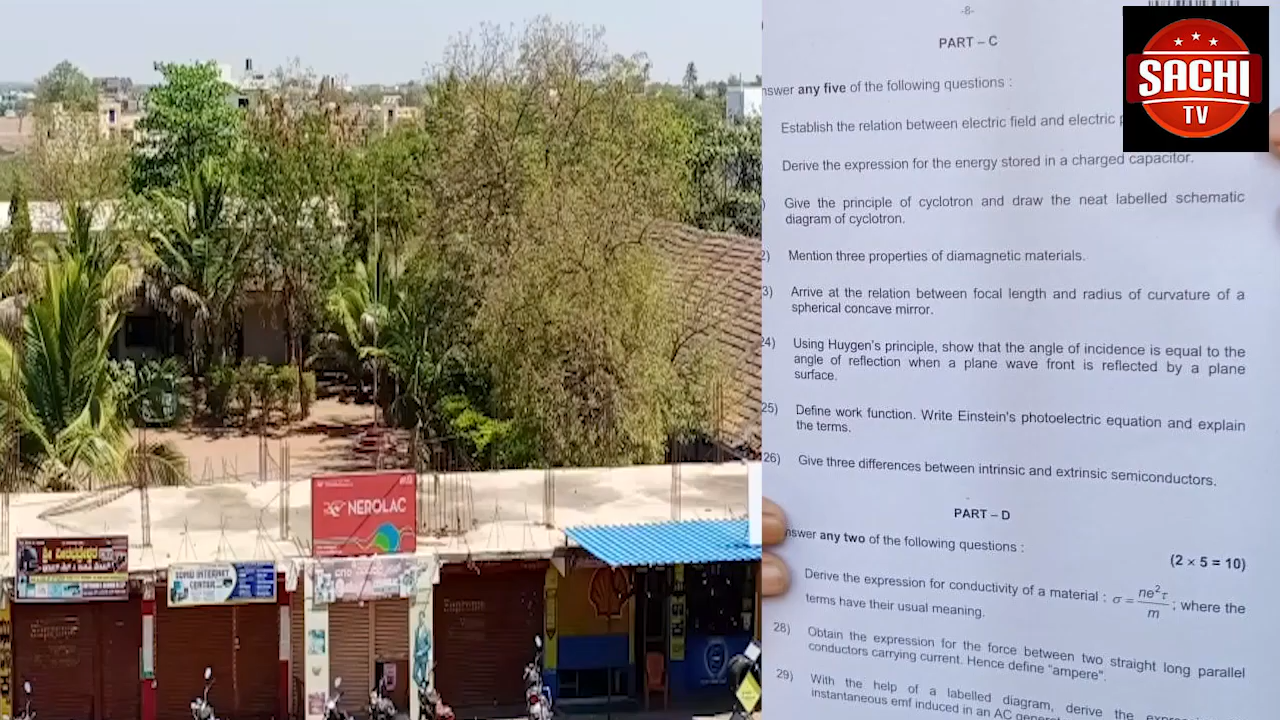 NEROLAC
ಶ್ರೀ ವೀರಭದ್ರೇಶ್ವರ
SONU INTERNET
CENTER
Supreme
-8-
PART – C
nswer any five of the following questions :
Establish the relation between electric field and electric
Derive the expression for the energy stored in a charged capacitor.
) Give the principle of cyclotron and draw the neat labelled schematic
diagram of cyclotron.
2) Mention three properties of diamagnetic materials.
3) Arrive at the relation between focal length and radius of curvature of a
spherical concave mirror.
24) Using Huygen's principle, show that the angle of incidence is equal to the
angle of reflection when a plane wave front is reflected by a plane
surface.
25) Define work function. Write Einstein's photoelectric equation and explain
the terms.
26) Give three differences between intrinsic and extrinsic semiconductors.
PART – D
nswer any two of the following questions :
(2 × 5 = 10)
Derive the expression for conductivity of a material : σ = ne²τ/m ; where the
terms have their usual meaning.
28) Obtain the expression for the force between two straight long parallel
conductors carrying current. Hence define "ampere".
29) With the help of a labelled diagram, derive the
instantaneous emf induced in an AC
SACHI
TV